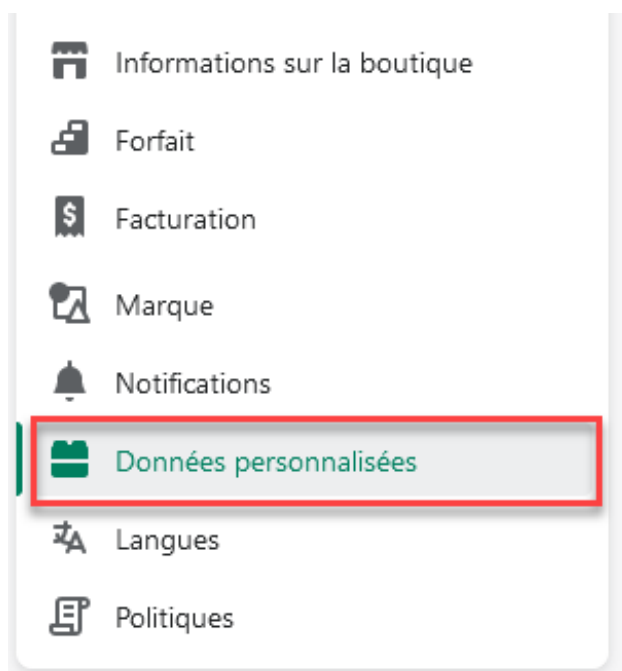 Informations sur la boutique
Forfait
Facturation
Marque
Notifications
Données personnalisées
Langues
Politiques